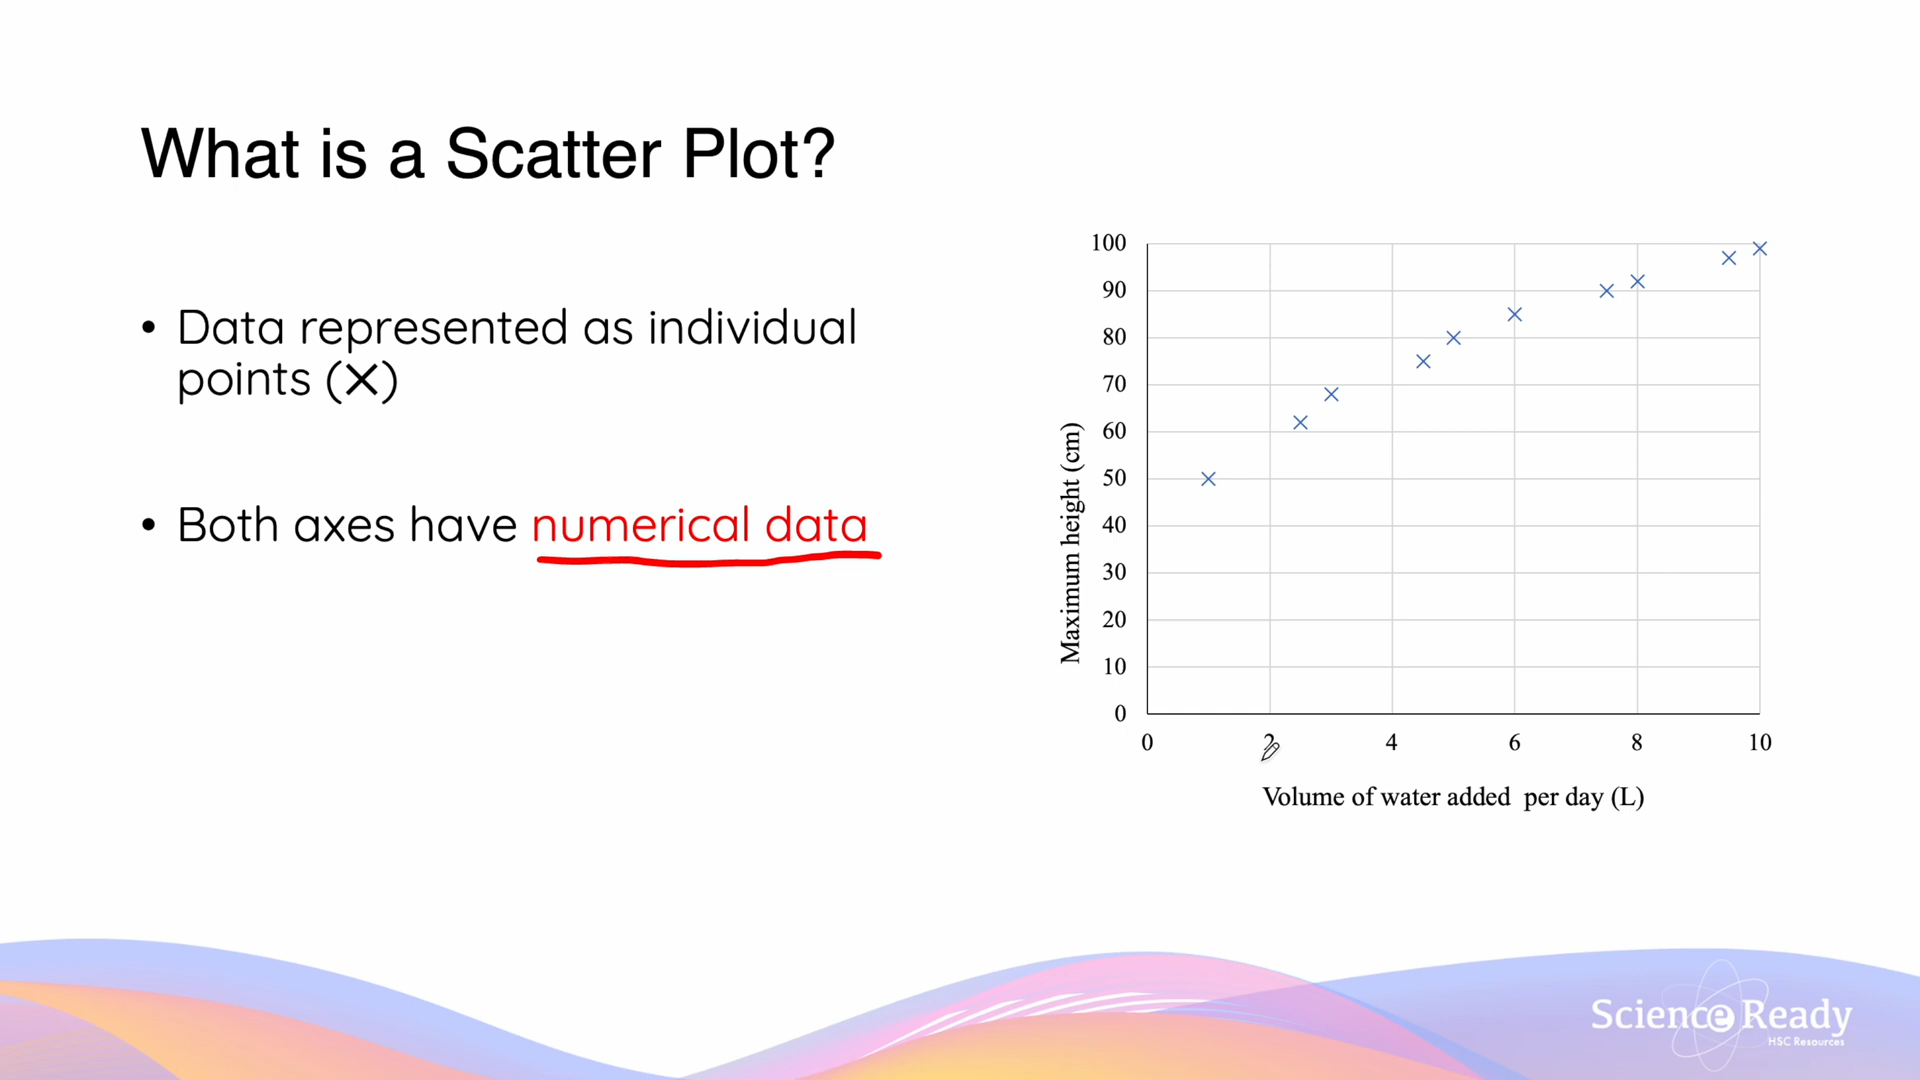 What is a Scatter Plot?
• Data represented as individual
points (×)
• Both axes have numerical data
Maximum height (cm)
100
90
80
70
60
50
40
30
20
10
0
0 2 4 6 8 10
Volume of water added per day (L)
Science Ready
HSC Resources